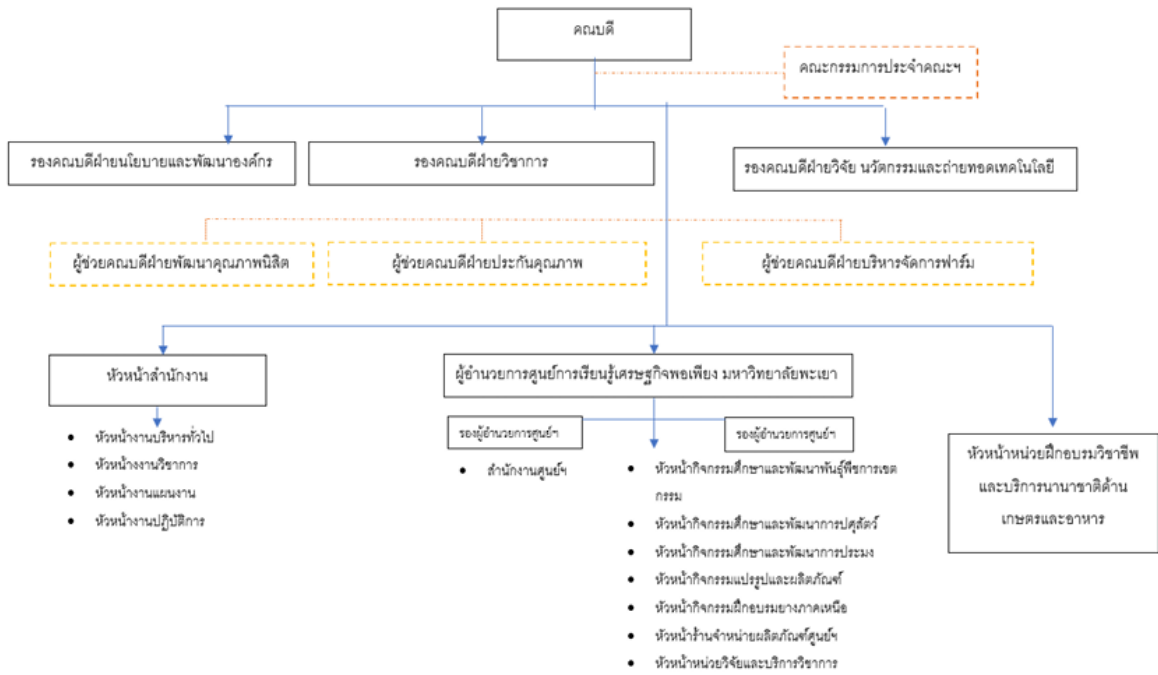 คณบดี
คณะกรรมการประจำคณะฯ
รองคณบดีฝ่ายนโยบายและพัฒนาองค์กร
รองคณบดีฝ่ายวิชาการ
รองคณบดีฝ่ายวิจัย นวัตกรรมและถ่ายทอดเทคโนโลยี
ผู้ช่วยคณบดีฝ่ายพัฒนาคุณภาพนิสิต
ผู้ช่วยคณบดีฝ่ายประกันคุณภาพ
ผู้ช่วยคณบดีฝ่ายบริหารจัดการฟาร์ม
หัวหน้าสำนักงาน
• หัวหน้างานบริหารทั่วไป
• หัวหน้างงานวิชาการ
• หัวหน้างานแผนงาน
• หัวหน้างานปฏิบัติการ
ผู้อำนวยการศูนย์การเรียนรู้เศรษฐกิจพอเพียง มหาวิทยาลัยพะเยา
รองผู้อำนวยการศูนย์ฯ
• สำนักงานศูนย์ฯ
รองผู้อำนวยการศูนย์ฯ
• หัวหน้ากิจกรรมศึกษาและพัฒนาพันธุ์พืชการเขต
กรรม
• หัวหน้ากิจกรรมศึกษาและพัฒนาการปศุสัตว์
• หัวหน้ากิจกรรมศึกษาและพัฒนาการประมง
• หัวหน้ากิจกรรมแปรรูปและผลิตภัณฑ์
• หัวหน้ากิจกรรมฝึกอบรมยางภาคเหนือ
• หัวหน้าร้านจำหน่ายผลิตภัณฑ์ศูนย์ฯ
• หัวหน้าหน่วยวิจัยและบริการวิชาการ
หัวหน้าหน่วยฝึกอบรมวิชาชีพ
และบริการนานาชาติด้าน
เกษตรและอาหาร